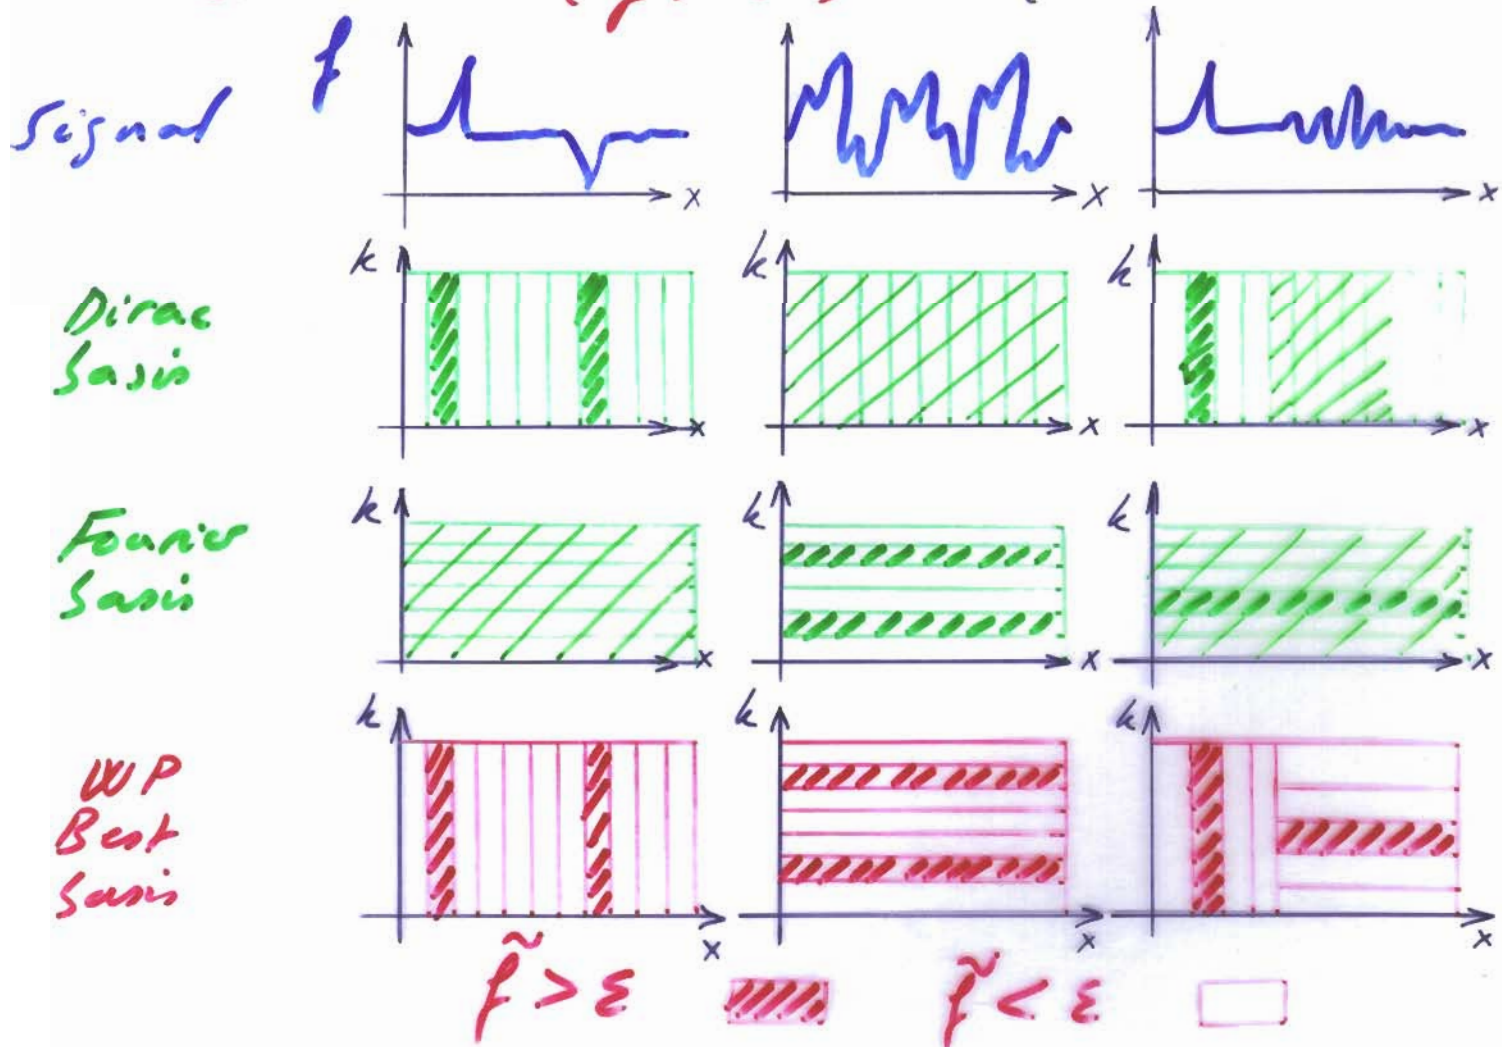 f
Signal
x x x
k k k
Dirac
basis
x x x
k k k
Fourier
basis
x x x
k k k
WP
Best
basis
x x x
f̃ > ε f̃ < ε